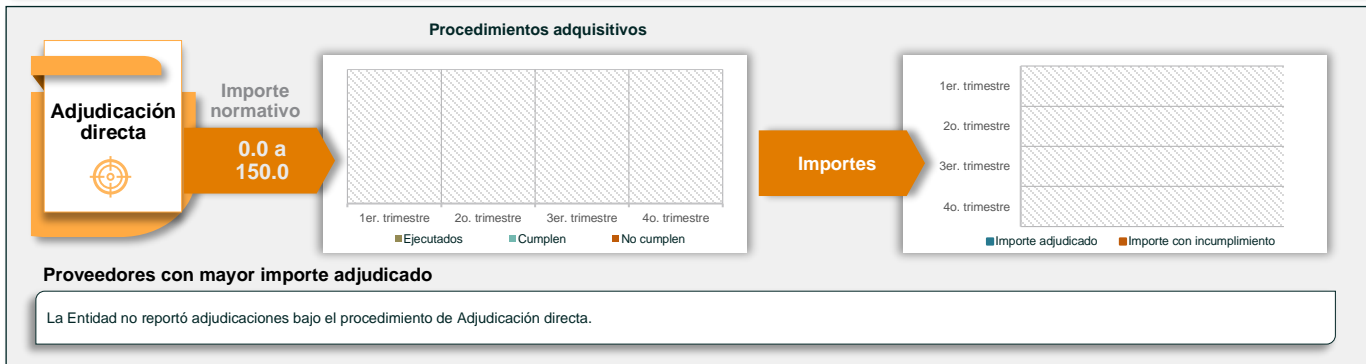 Procedimientos adquisitivos
Adjudicación
directa
Importe
normativo
0.0 a
150.0
1er. trimestre
2o. trimestre
3er. trimestre
4o. trimestre
Ejecutados
Cumplen
No cumplen
Importes
1er. trimestre
2o. trimestre
3er. trimestre
4o. trimestre
Importe adjudicado
Importe con incumplimiento
Proveedores con mayor importe adjudicado
La Entidad no reportó adjudicaciones bajo el procedimiento de Adjudicación directa.